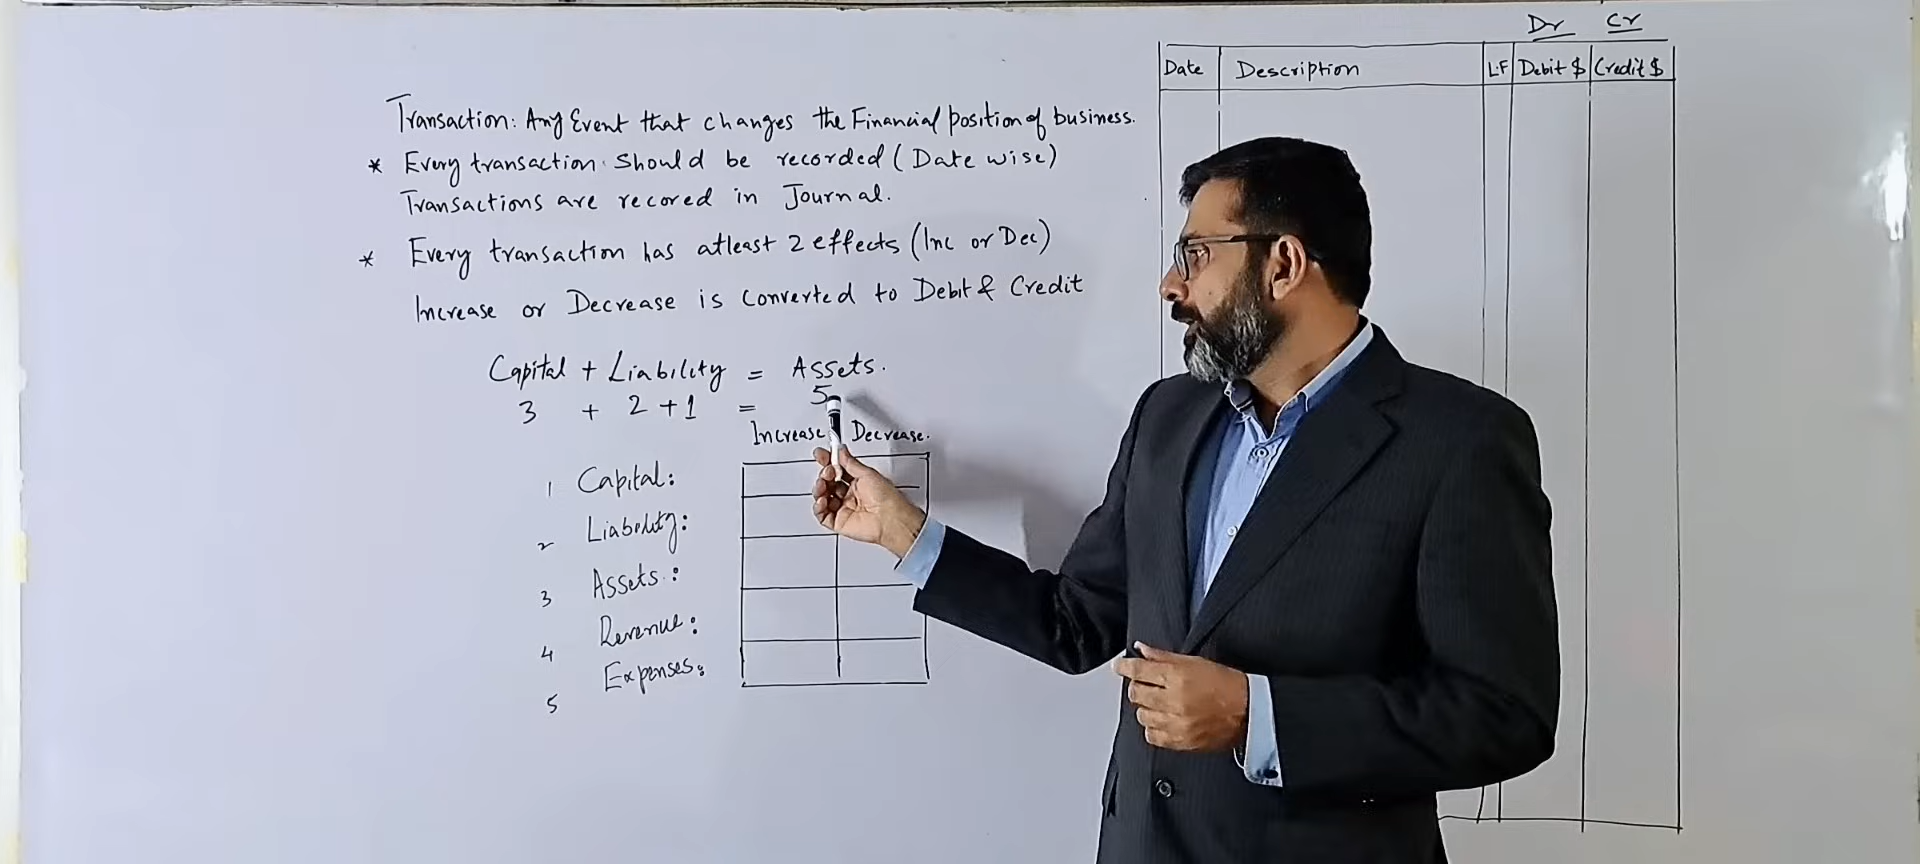 Dr Cr
Date Description L.F Debit $ Credit $
Transaction: Any Event that changes the Financial position of business.
* Every transaction should be recorded (Date wise)
Transactions are recored in Journal.
* Every transaction has atleast 2 effects (Inc or Dec)
Increase or Decrease is converted to Debit & Credit
Capital + Liability = Assets.
3 + 2 + 1 = 5
Increase Decrease.
1 Capital:
2 Liability:
3 Assets:
4 Revenue:
5 Expenses: